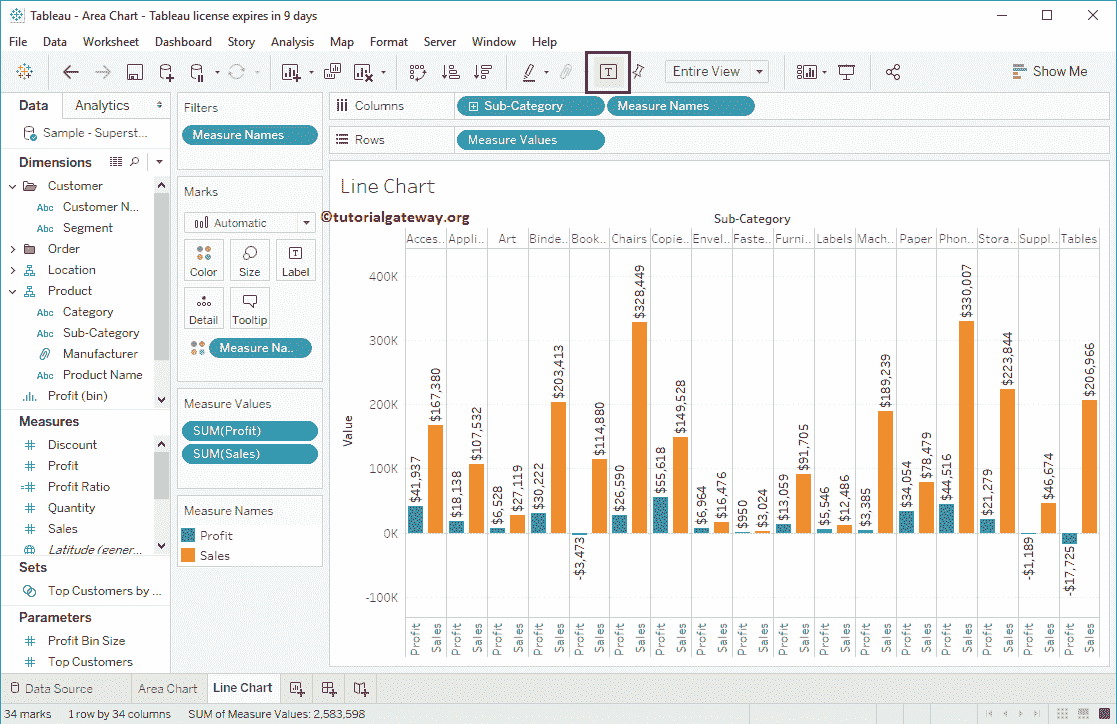 Tableau - Area Chart - Tableau license expires in 9 days
File Data Worksheet Dashboard Story Analysis Map Format Server Window Help
T Entire View Show Me
Data Analytics
Sample - Superst...
Dimensions
Customer
Abc Customer N...
Abc Segment
Order
Location
Product
Abc Category
Abc Sub-Category
Manufacturer
Abc Product Name
Profit (bin)
Measures
# Discount
# Profit
=# Profit Ratio
# Quantity
# Sales
Latitude (gener...
Sets
Top Customers by ...
Parameters
# Profit Bin Size
# Top Customers
Filters
Measure Names
Marks
Automatic
Color Size T Label
Detail Tooltip
Measure Na..
Measure Values
SUM(Profit)
SUM(Sales)
Measure Names
Profit
Sales
Columns Sub-Category Measure Names
Rows Measure Values
Line Chart
©tutorialgateway.org
Sub-Category
Acces.. Appli.. Art Binde.. Book.. Chairs Copie.. Envel.. Faste.. Furni.. Labels Mach.. Paper Phon.. Stora.. Suppl.. Tables
Value
400K
300K
200K
100K
0K
-100K
$41,937 $167,380 $18,138 $107,532 $6,528 $27,119 $30,222 $203,413 -$3,473 $114,880 $26,590 $328,449 $55,618 $149,528 $6,964 $16,476 $950 $3,024 $13,059 $91,705 $5,546 $12,486 $3,385 $189,239 $34,054 $78,479 $44,516 $330,007 $21,279 $223,844 -$1,189 $46,674 -$17,725 $206,966
Profit Sales Profit Sales Profit Sales Profit Sales Profit Sales Profit Sales Profit Sales Profit Sales Profit Sales Profit Sales Profit Sales Profit Sales Profit Sales Profit Sales Profit Sales Profit Sales Profit Sales
Data Source Area Chart Line Chart
34 marks 1 row by 34 columns SUM of Measure Values: 2,583,598